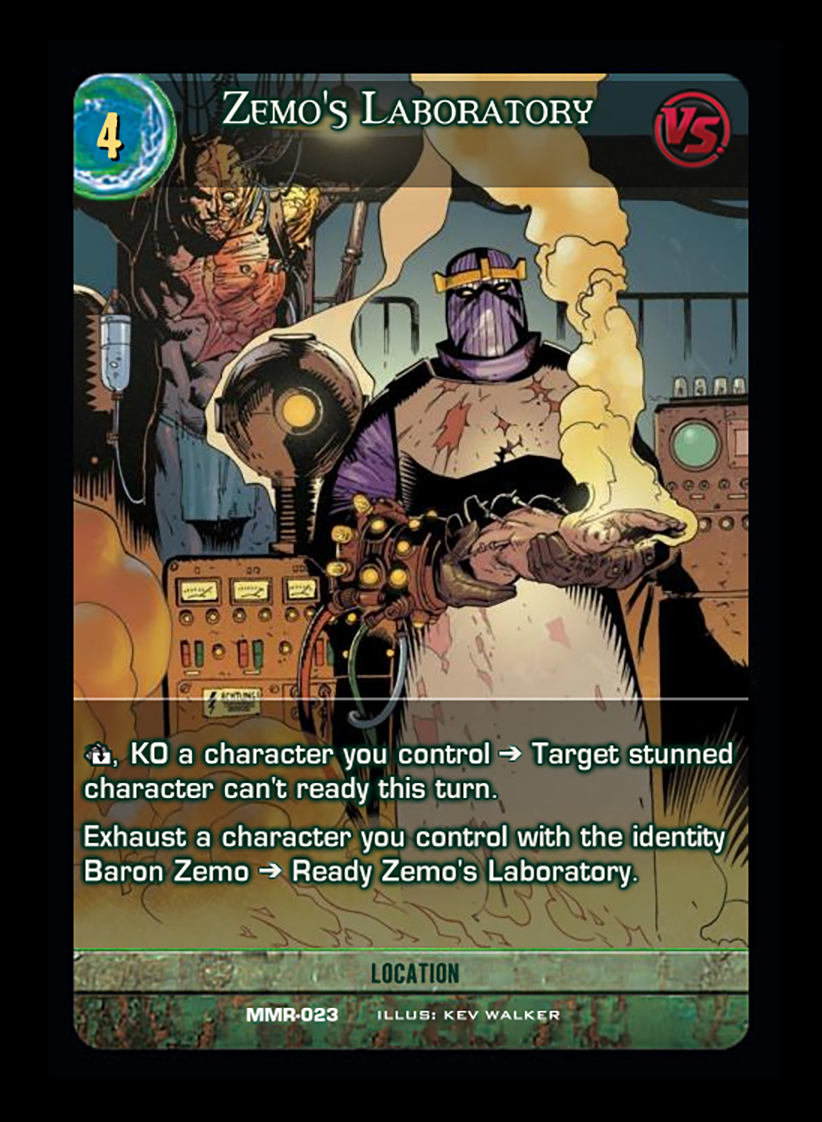 4
Zemo's Laboratory
VS.
, KO a character you control ➔ Target stunned
character can't ready this turn.
Exhaust a character you control with the identity
Baron Zemo ➔ Ready Zemo's Laboratory.
ACHTUNG!
LOCATION
MMR-023 ILLUS: KEV WALKER